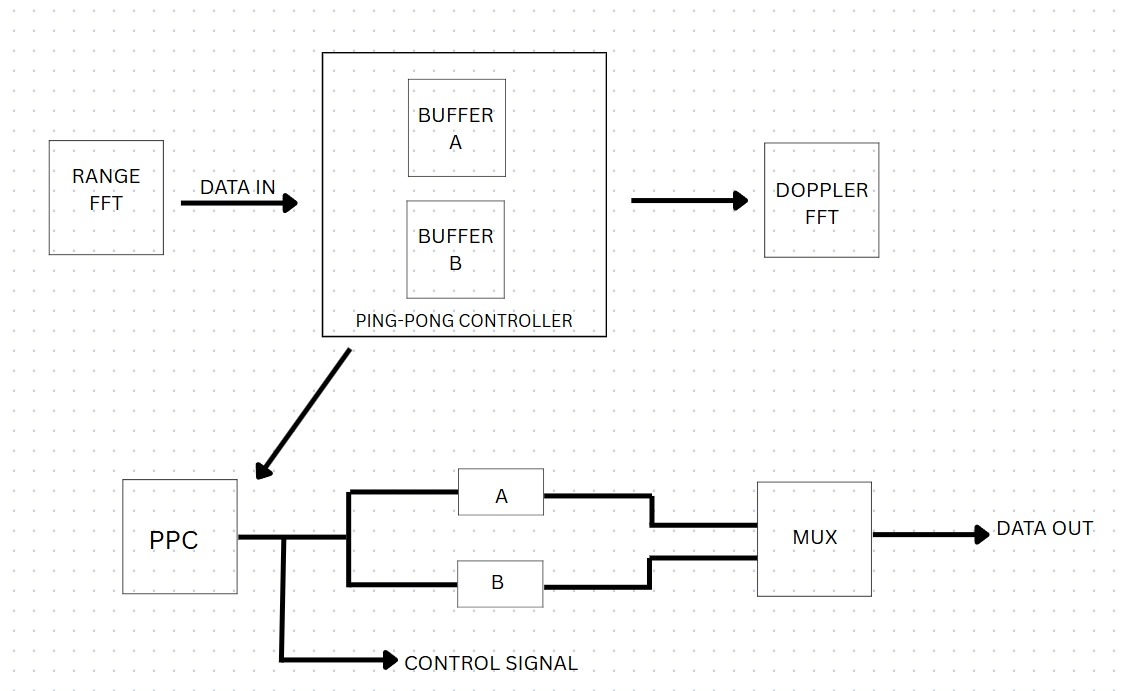 RANGE
FFT
DATA IN
BUFFER
A
BUFFER
B
PING-PONG CONTROLLER
DOPPLER
FFT
PPC
A
B
MUX
DATA OUT
CONTROL SIGNAL